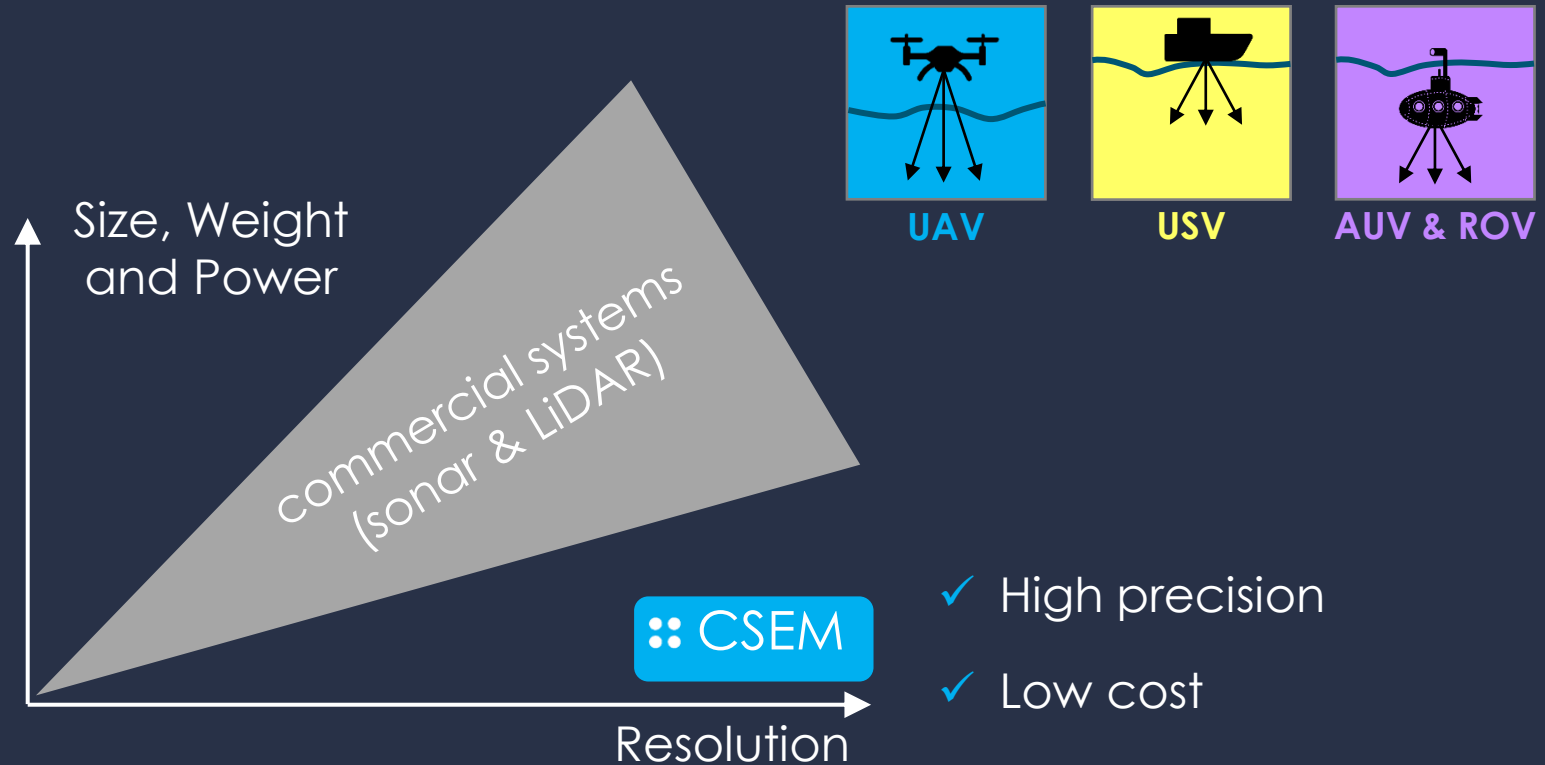 UAV
USV
AUV & ROV
Size, Weight
and Power
commercial systems
(sonar & LiDAR)
CSEM
✓ High precision
✓ Low cost
Resolution